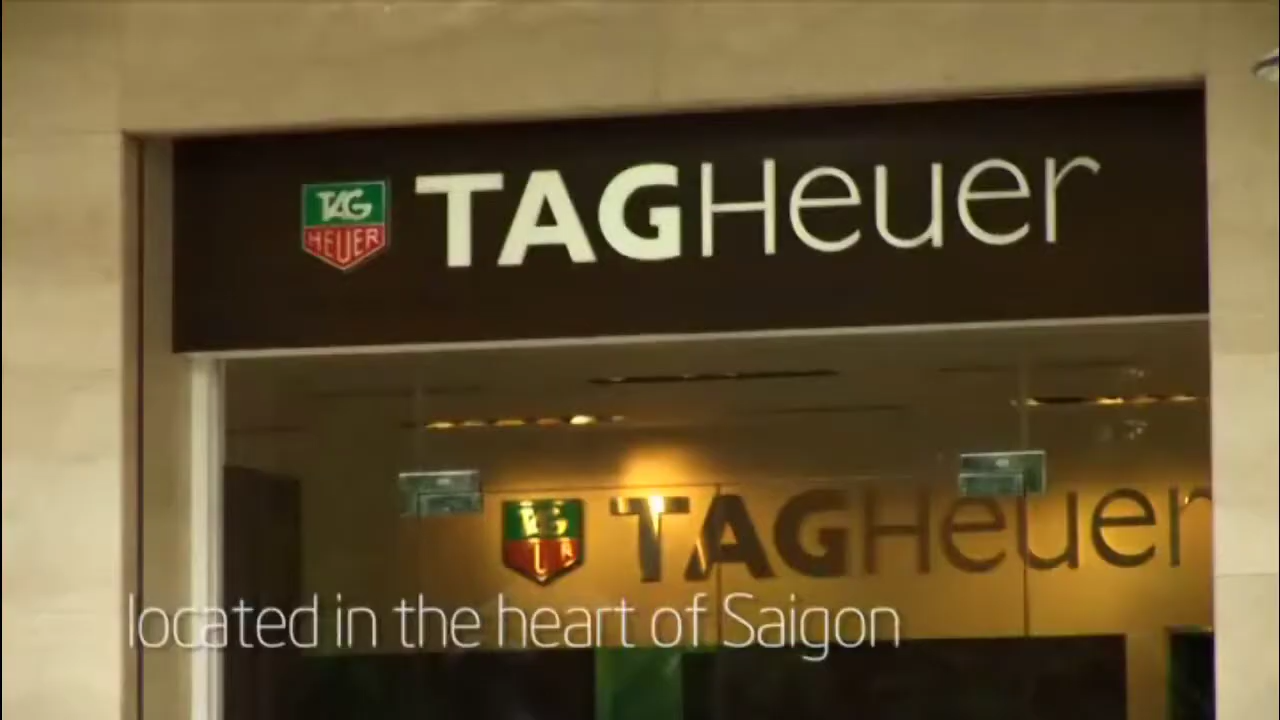 TAG
HEUER
TAGHeuer
TAGHeuer
located in the heart of Saigon